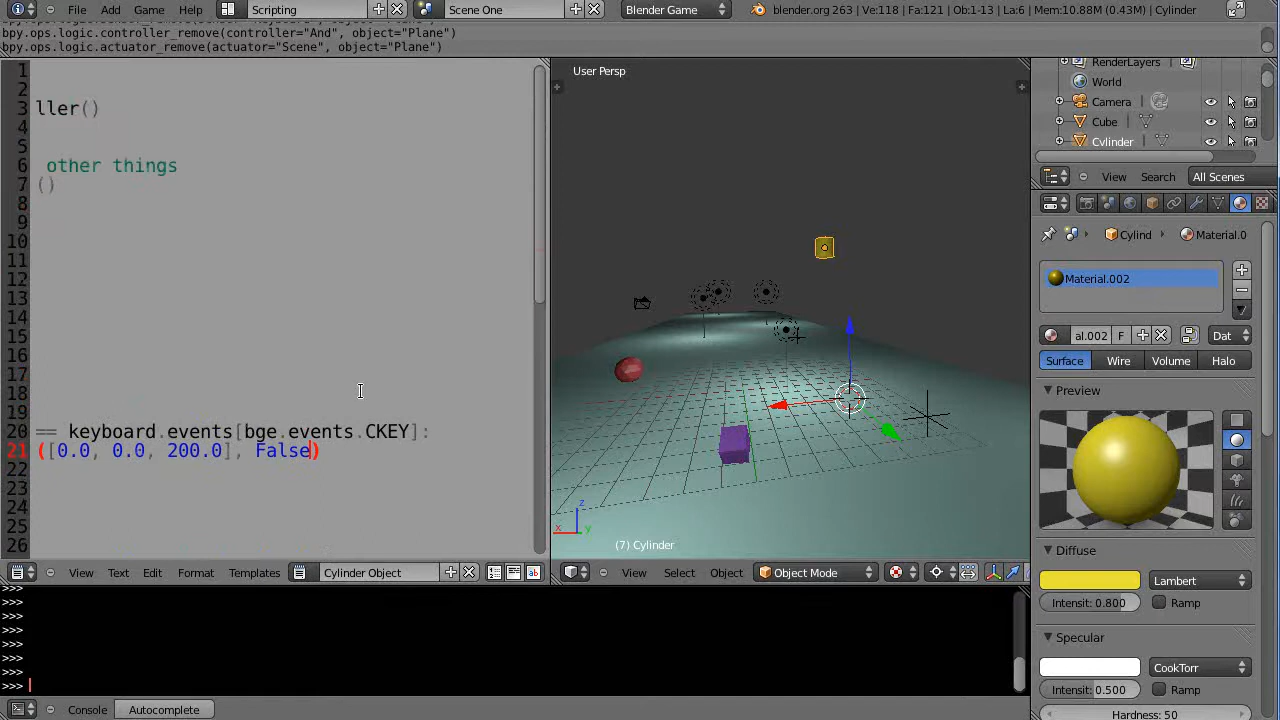 File Add Game Help Scripting Scene One Blender Game blender.org 263 | Ve:118 | Fa:121 | Ob:1-13 | La:6 | Mem:10.88M (0.43M) | Cylinder
bpy.ops.logic.controller_remove(controller="And", object="Plane")
bpy.ops.logic.actuator_remove(actuator="Scene", object="Plane")
1
2
3 ller()
4
5
6 other things
7 ()
8
9
10
11
12
13
14
15
16
17
18
19
20 == keyboard.events[bge.events.CKEY]:
21 ([0.0, 0.0, 200.0], False)
22
23
24
25
26
View Text Edit Format Templates Cylinder Object
User Persp
z
x
y
(7) Cylinder
View Select Object Object Mode
RenderLayers
World
Camera
Cube
Cylinder
View Search All Scenes
Cylind Material.0
Material.002
al.002 F Dat
Surface Wire Volume Halo
Preview
Diffuse
Lambert
Intensit: 0.800 Ramp
Specular
CookTorr
Intensit: 0.500 Ramp
Hardness: 50
>>>
>>>
>>>
>>>
>>>
>>>
>>>
>>>
Console Autocomplete